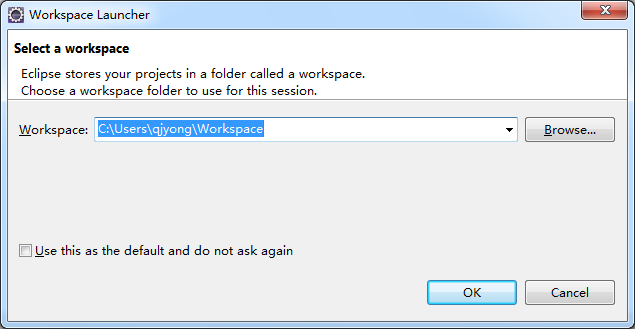 Workspace Launcher
Select a workspace
Eclipse stores your projects in a folder called a workspace.
Choose a workspace folder to use for this session.
Workspace: C:\Users\qjyong\Workspace Browse...
Use this as the default and do not ask again
OK Cancel